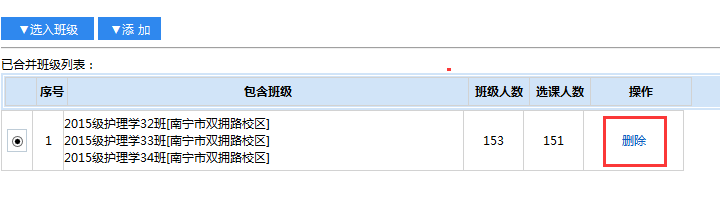 ▼选入班级 ▼添 加
已合并班级列表：
序号 包含班级 班级人数 选课人数 操作
2015级护理学32班[南宁市双拥路校区]
1 2015级护理学33班[南宁市双拥路校区] 153 151 删除
2015级护理学34班[南宁市双拥路校区]